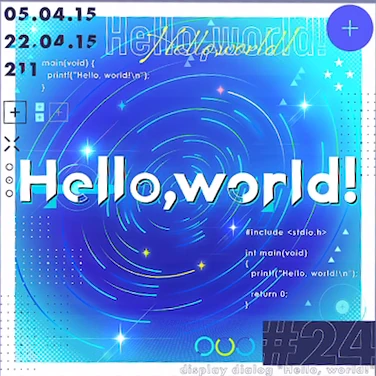 05.04.15
22.04.15
211
Hello,world!
Hello,world!
main(void) {
printf("Hello, world!\n");
}
Hello,world!
#include <stdio.h>
int main(void)
{
printf("Hello, world!\n");
return 0;
}
#24
display dialog "Hello, world!"